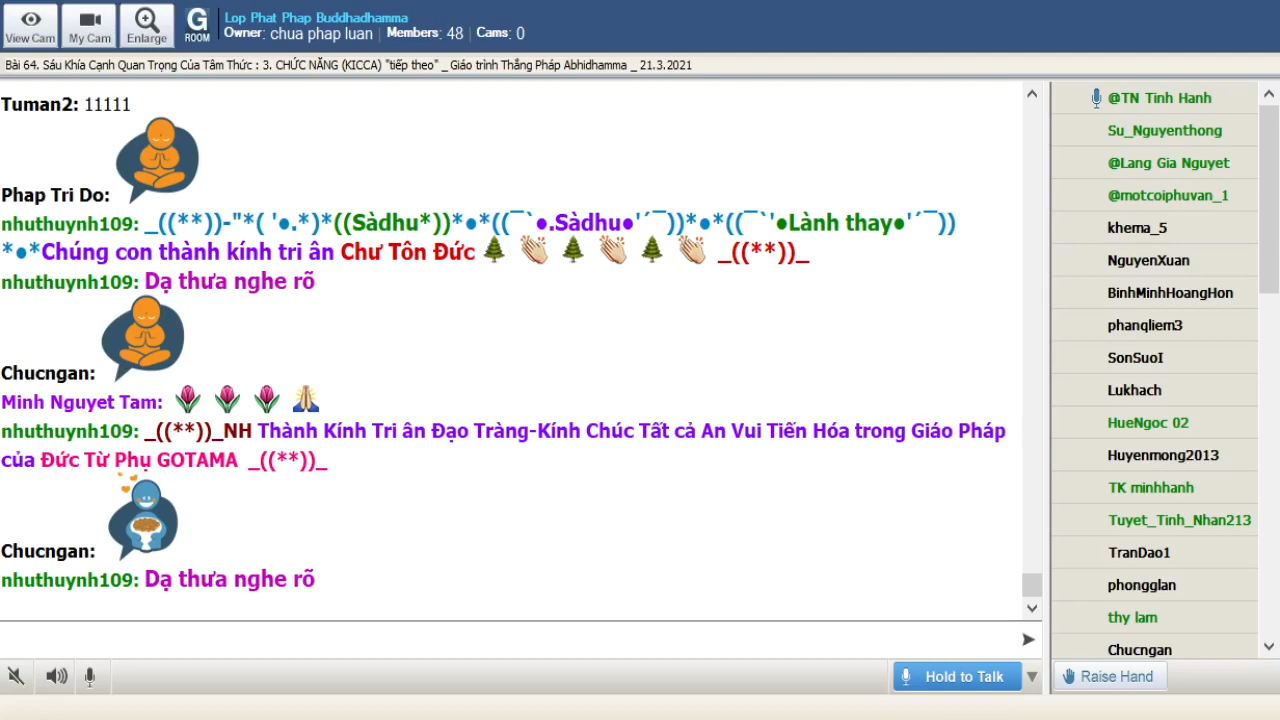 View Cam
My Cam
Enlarge
G
ROOM
Lop Phat Phap Buddhadhamma
Owner: chua phap luan | Members: 48 | Cams: 0
Bài 64. Sáu Khía Cạnh Quan Trọng Của Tâm Thức : 3. CHỨC NĂNG (KICCA) "tiếp theo" _ Giáo trình Thắng Pháp Abhidhamma _ 21.3.2021
Tuman2: 11111
Phap Tri Do:
nhuthuynh109: _((**))-"*( '●.*)*((Sàdhu*))*●*((¯`●.Sàdhu●'´¯))*●*((¯`'●Lành thay●'´¯))
*●*Chúng con thành kính tri ân Chư Tôn Đức 🌲 👏 🌲 👏 🌲 👏 _((**))_
nhuthuynh109: Dạ thưa nghe rõ
Chucngan:
Minh Nguyet Tam: 🌷 🌷 🌷 🙏
nhuthuynh109: _((**))_NH Thành Kính Tri ân Đạo Tràng-Kính Chúc Tất cả An Vui Tiến Hóa trong Giáo Pháp
của Đức Từ Phụ GOTAMA _((**))_
Chucngan:
nhuthuynh109: Dạ thưa nghe rõ
Hold to Talk
@TN Tinh Hanh
Su_Nguyenthong
@Lang Gia Nguyet
@motcoiphuvan_1
khema_5
NguyenXuan
BinhMinhHoangHon
phanqliem3
SonSuoI
Lukhach
HueNgoc 02
Huyenmong2013
TK minhhanh
Tuyet_Tinh_Nhan213
TranDao1
phongglan
thy lam
Chucngan
Raise Hand